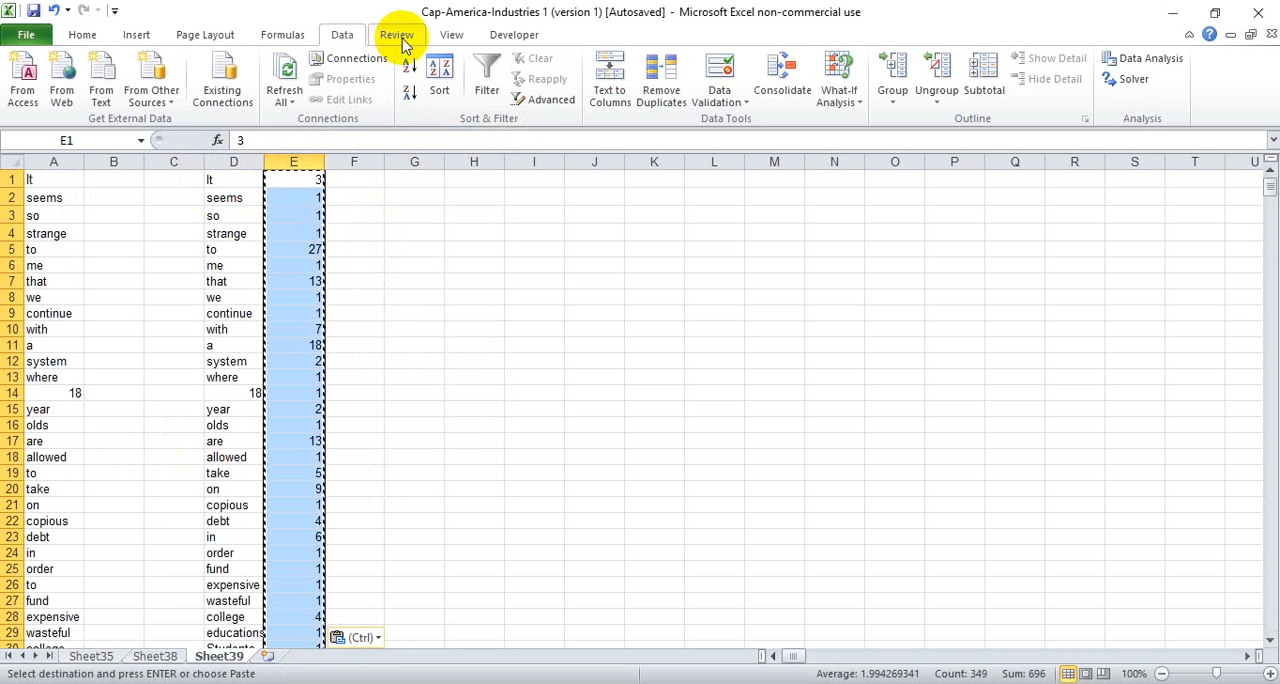 Cap-America-Industries 1 (version 1) [Autosaved] - Microsoft Excel non-commercial use
File Home Insert Page Layout Formulas Data Review View Developer
From Access
From Web
From Text
From Other Sources
Existing Connections
Get External Data
Refresh All
Connections
Properties
Edit Links
Connections
Sort
Filter
Clear
Reapply
Advanced
Sort & Filter
Text to Columns
Remove Duplicates
Data Validation
Consolidate
What-If Analysis
Data Tools
Group
Ungroup
Subtotal
Show Detail
Hide Detail
Outline
Data Analysis
Solver
Analysis
E1 fx 3
A B C D E F G H I J K L M N O P Q R S T U
1 It It 3
2 seems seems 1
3 so so 1
4 strange strange 1
5 to to 27
6 me me 1
7 that that 13
8 we we 1
9 continue continue 1
10 with with 7
11 a a 18
12 system system 2
13 where where 1
14 18 18 1
15 year year 2
16 olds olds 1
17 are are 13
18 allowed allowed 1
19 to take 5
20 take on 9
21 on copious 1
22 copious debt 4
23 debt in 6
24 in order 1
25 order fund 1
26 to expensive 1
27 fund wasteful 1
28 expensive college 4
29 wasteful educations 1
(Ctrl)
Sheet35 Sheet38 Sheet39
Select destination and press ENTER or choose Paste Average: 1.994269341 Count: 349 Sum: 696 100%